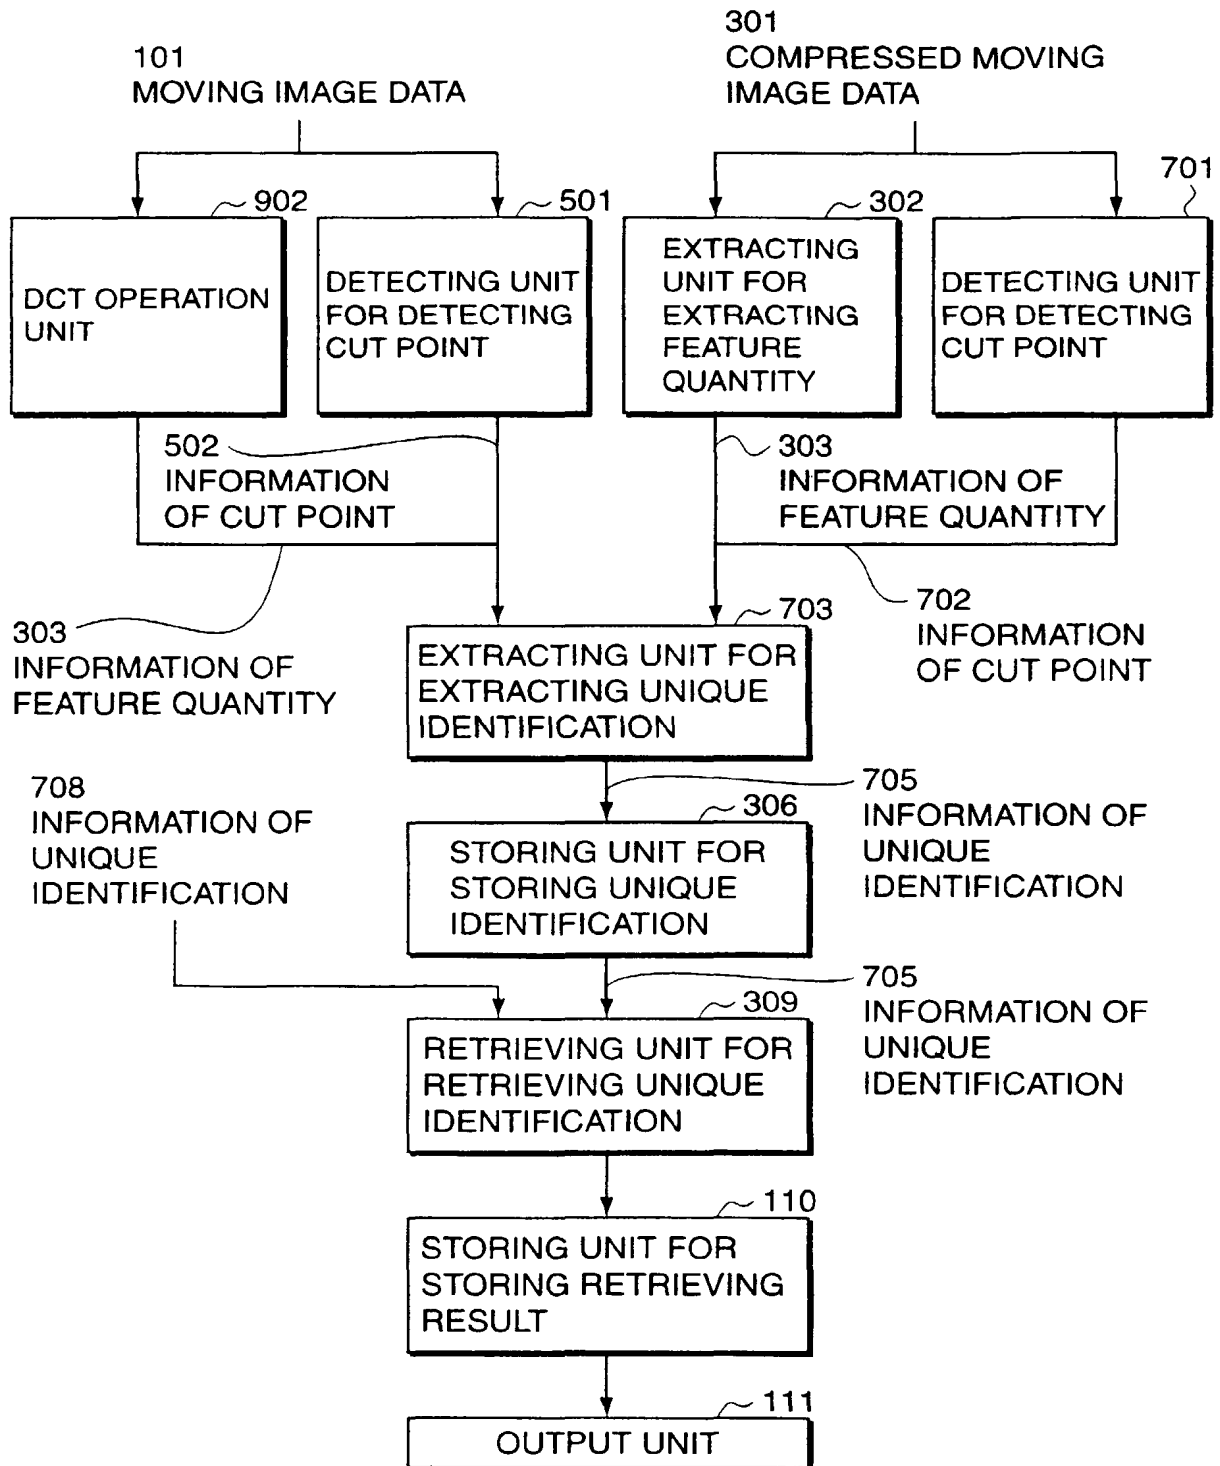 101
MOVING IMAGE DATA
301
COMPRESSED MOVING
IMAGE DATA
902
DCT OPERATION
UNIT
501
DETECTING UNIT
FOR DETECTING
CUT POINT
302
EXTRACTING
UNIT FOR
EXTRACTING
FEATURE
QUANTITY
701
DETECTING UNIT
FOR DETECTING
CUT POINT
502
INFORMATION
OF CUT POINT
303
INFORMATION OF
FEATURE QUANTITY
303
INFORMATION OF
FEATURE QUANTITY
702
INFORMATION
OF CUT POINT
703
EXTRACTING UNIT FOR
EXTRACTING UNIQUE
IDENTIFICATION
705
INFORMATION OF
UNIQUE
IDENTIFICATION
708
INFORMATION OF
UNIQUE
IDENTIFICATION
306
STORING UNIT FOR
STORING UNIQUE
IDENTIFICATION
705
INFORMATION OF
UNIQUE
IDENTIFICATION
309
RETRIEVING UNIT FOR
RETRIEVING UNIQUE
IDENTIFICATION
110
STORING UNIT FOR
STORING RETRIEVING
RESULT
111
OUTPUT UNIT